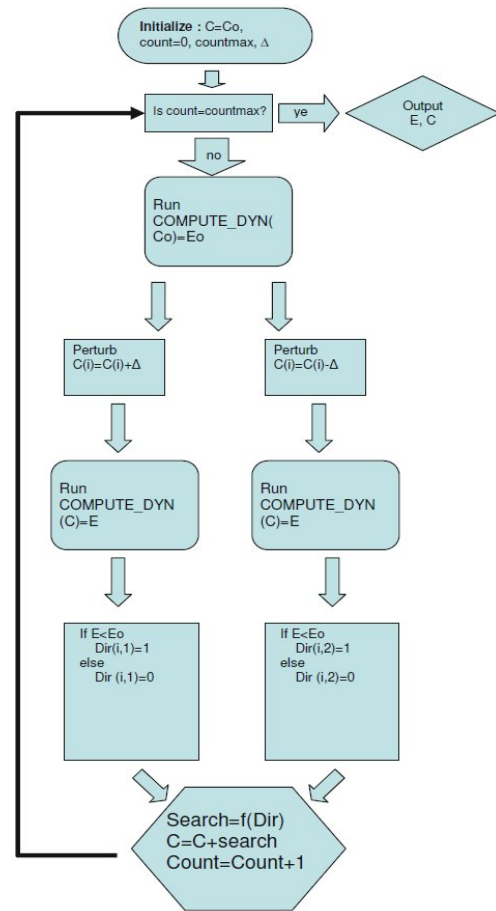 Initialize : C=Co,
count=0, countmax, Δ
Is count=countmax?
ye
Output
E, C
no
Run
COMPUTE_DYN(
Co)=Eo
Perturb
C(i)=C(i)+Δ
Perturb
C(i)=C(i)-Δ
Run
COMPUTE_DYN
(C)=E
Run
COMPUTE_DYN
(C)=E
If E<Eo
Dir(i,1)=1
else
Dir (i,1)=0
If E<Eo
Dir(i,2)=1
else
Dir (i,2)=0
Search=f(Dir)
C=C+search
Count=Count+1